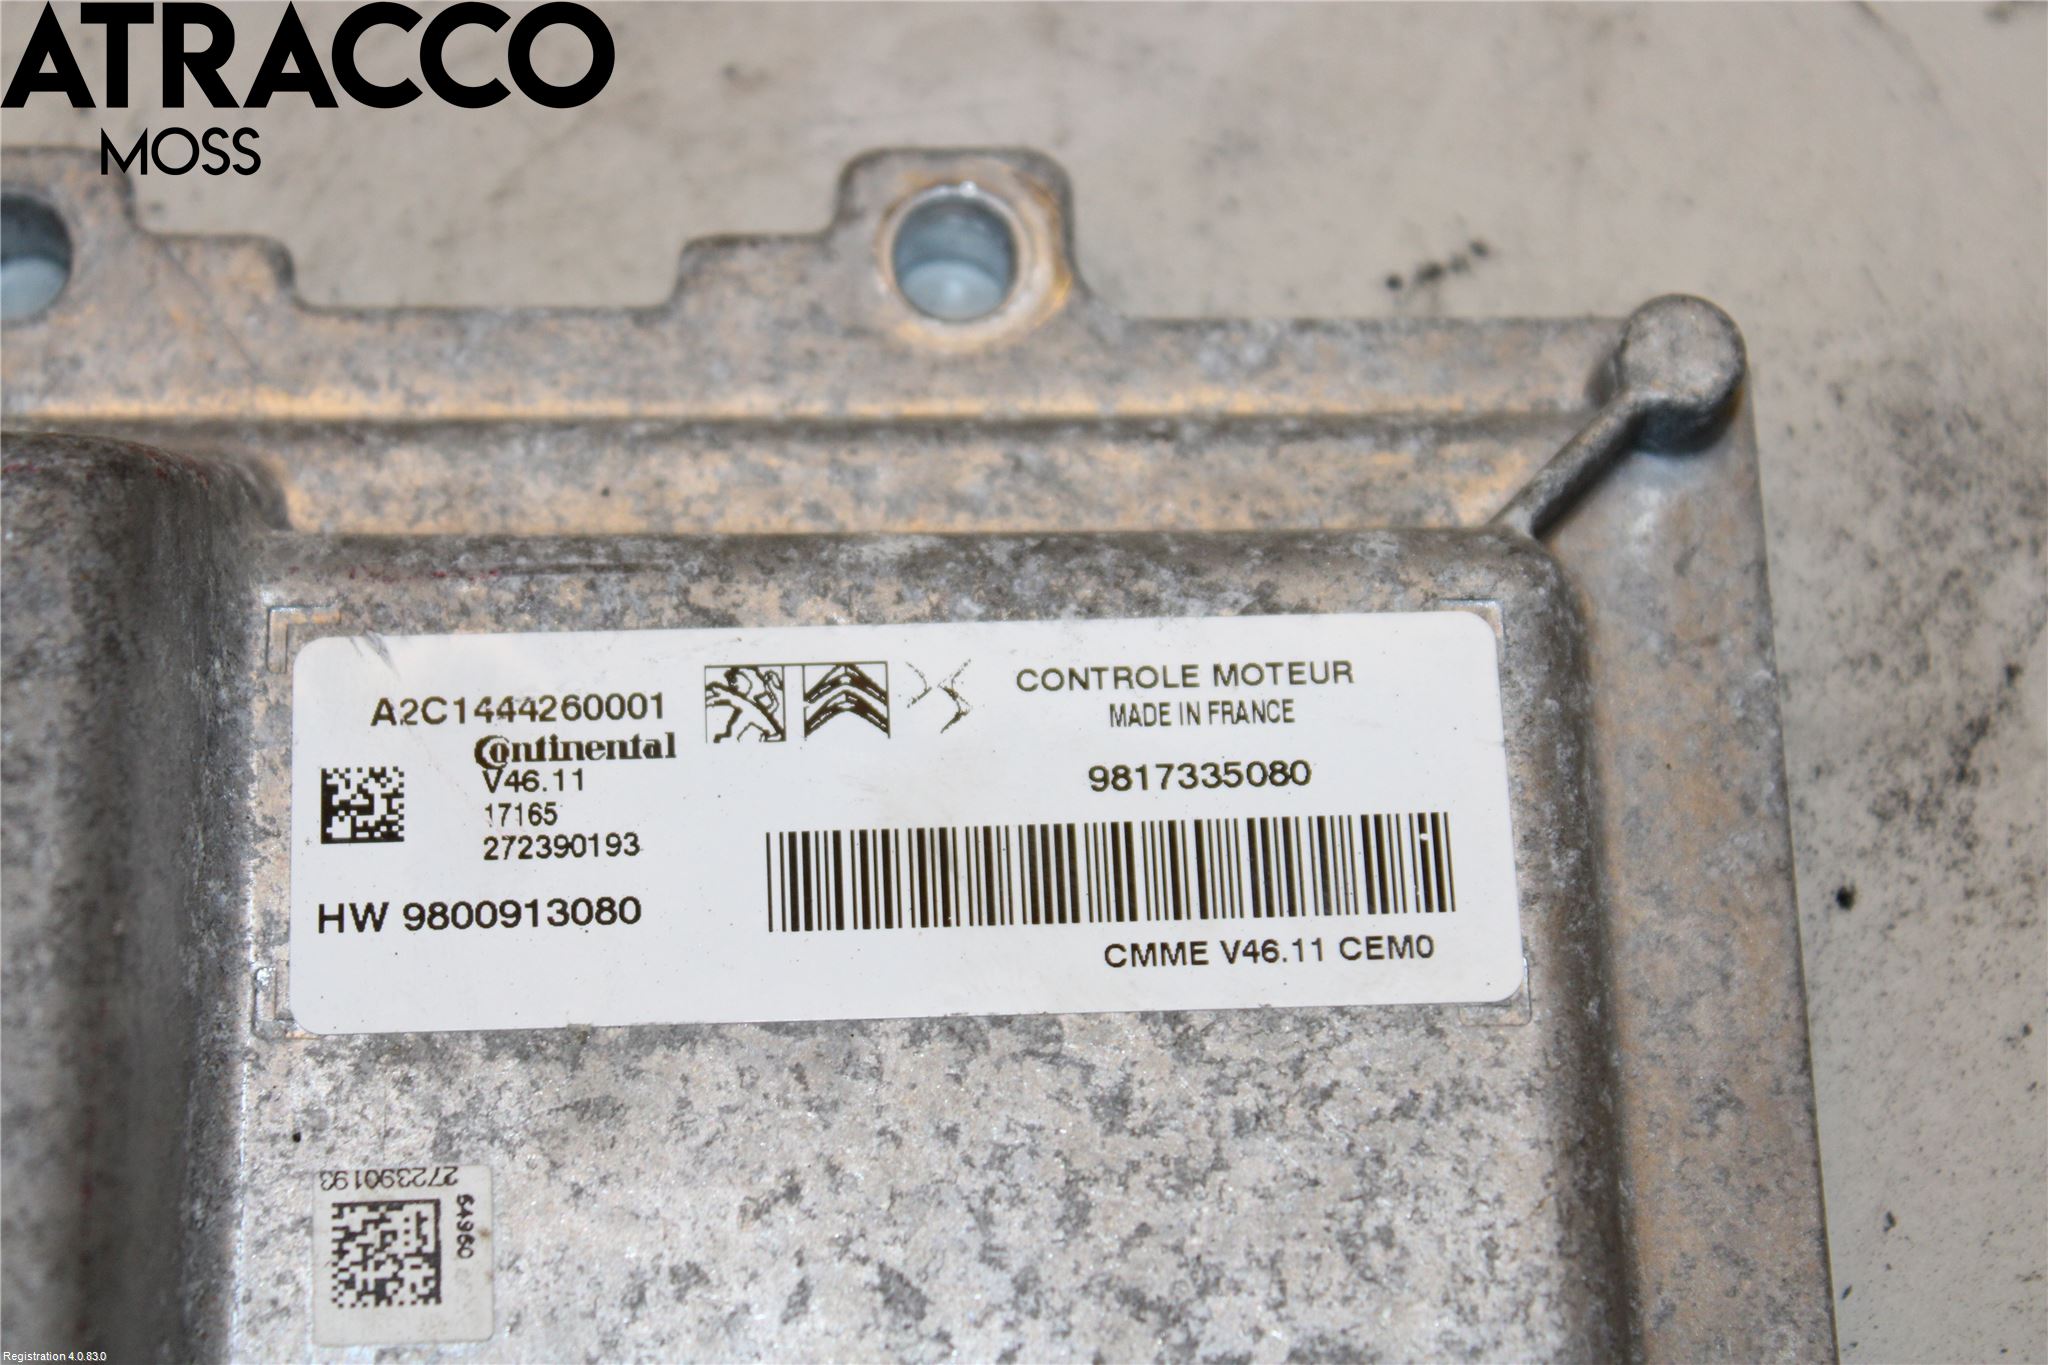 ATRACCO
MOSS
A2C1444260001
Continental
V46.11
17165
272390193
HW 9800913080
CONTROLE MOTEUR
MADE IN FRANCE
9817335080
CMME V46.11 CEM0
272390193
64960
Registration 4.0.83.0